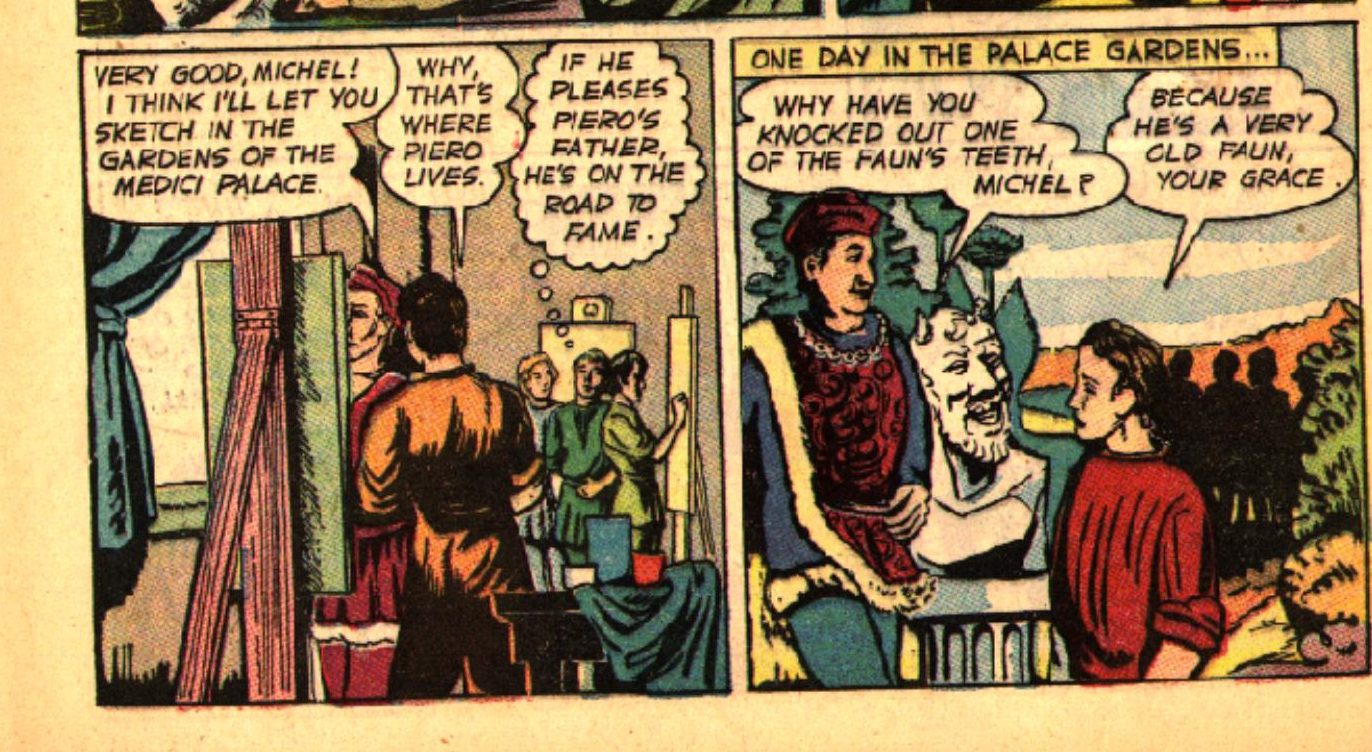 VERY GOOD, MICHEL!
I THINK I'LL LET YOU
SKETCH IN THE
GARDENS OF THE
MEDICI PALACE.
WHY,
THAT'S
WHERE
PIERO
LIVES.
IF HE
PLEASES
PIERO'S
FATHER,
HE'S ON THE
ROAD TO
FAME.
ONE DAY IN THE PALACE GARDENS...
WHY HAVE YOU
KNOCKED OUT ONE
OF THE FAUN'S TEETH,
MICHEL?
BECAUSE
HE'S A VERY
OLD FAUN,
YOUR GRACE.